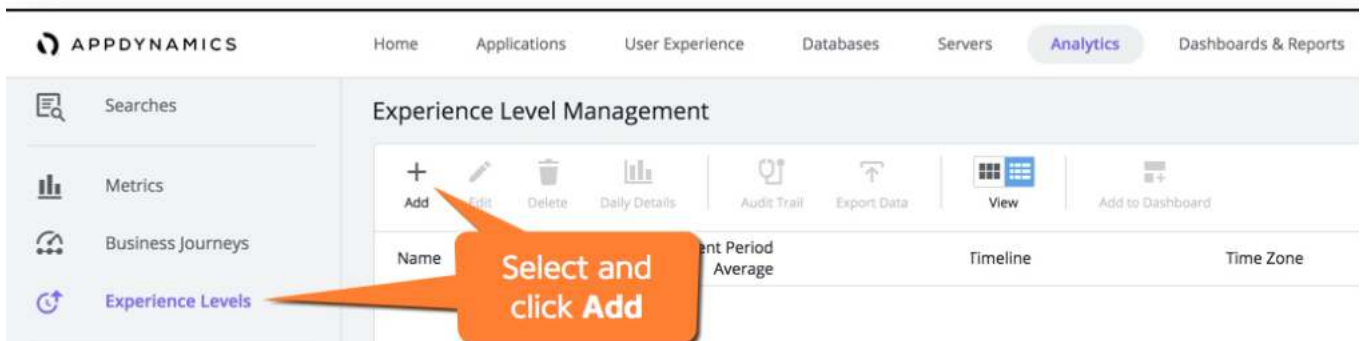 APPDYNAMICS Home Applications User Experience Databases Servers Analytics Dashboards & Reports
Searches
Experience Level Management
Metrics
Add Edit Delete Daily Details Audit Trail Export Data View Add to Dashboard
Business Journeys
Name Period Timeline Time Zone
Average
Experience Levels
Select and
click Add